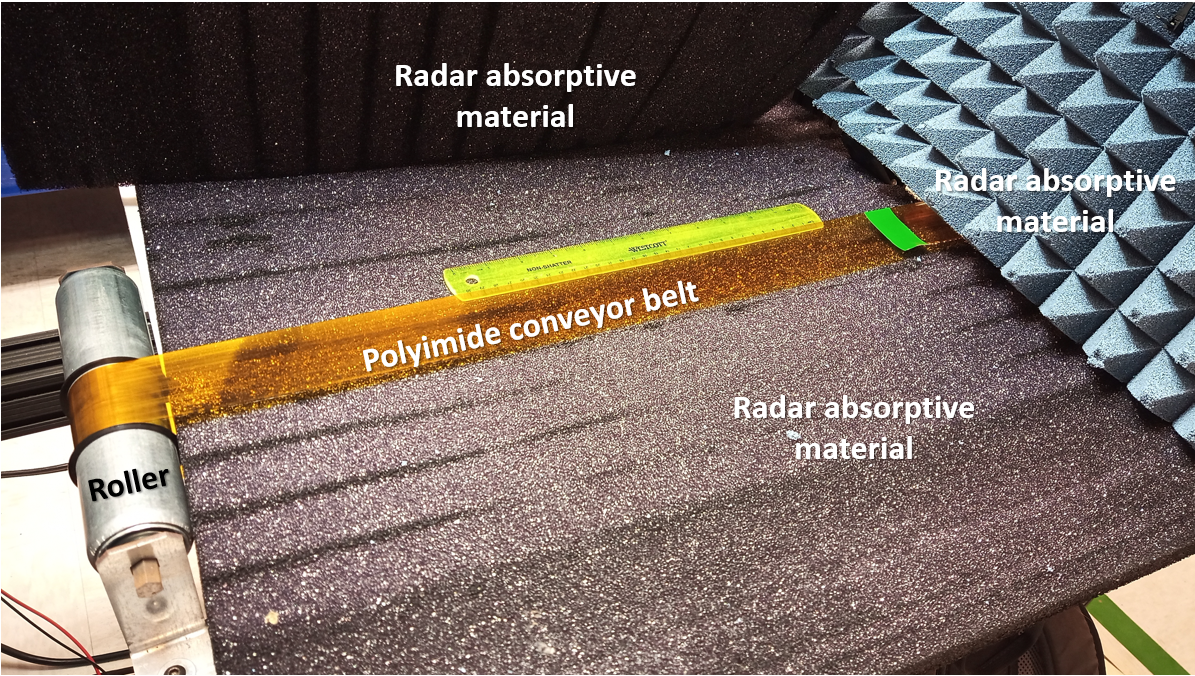 Radar absorptive
material
Radar absorptive
material
WESTCOTT
NON-SHATTER
Polyimide conveyor belt
Radar absorptive
material
Roller